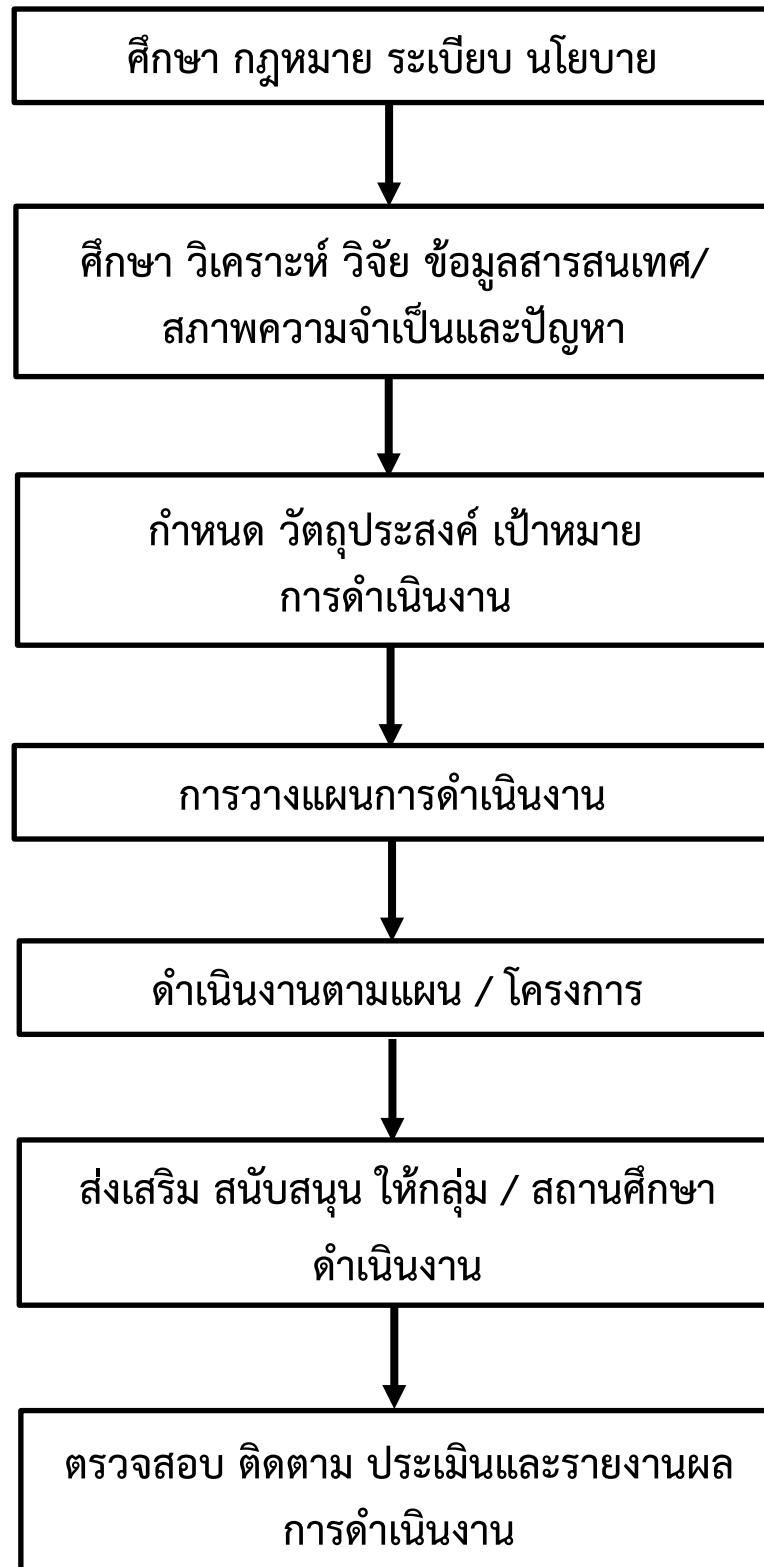 ศึกษา กฎหมาย ระเบียบ นโยบาย
ศึกษา วิเคราะห์ วิจัย ข้อมูลสารสนเทศ/
สภาพความจำเป็นและปัญหา
กำหนด วัตถุประสงค์ เป้าหมาย
การดำเนินงาน
การวางแผนการดำเนินงาน
ดำเนินงานตามแผน / โครงการ
ส่งเสริม สนับสนุน ให้กลุ่ม / สถานศึกษา
ดำเนินงาน
ตรวจสอบ ติดตาม ประเมินและรายงานผล
การดำเนินงาน